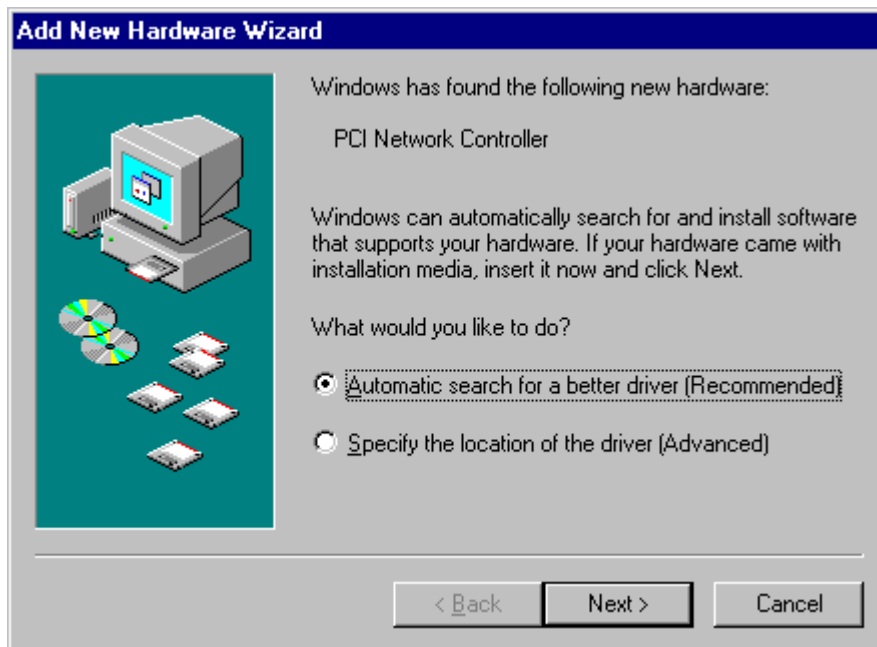 Add New Hardware Wizard
Windows has found the following new hardware:
PCI Network Controller
Windows can automatically search for and install software
that supports your hardware. If your hardware came with
installation media, insert it now and click Next.
What would you like to do?
Automatic search for a better driver (Recommended)
Specify the location of the driver (Advanced)
< Back Next > Cancel